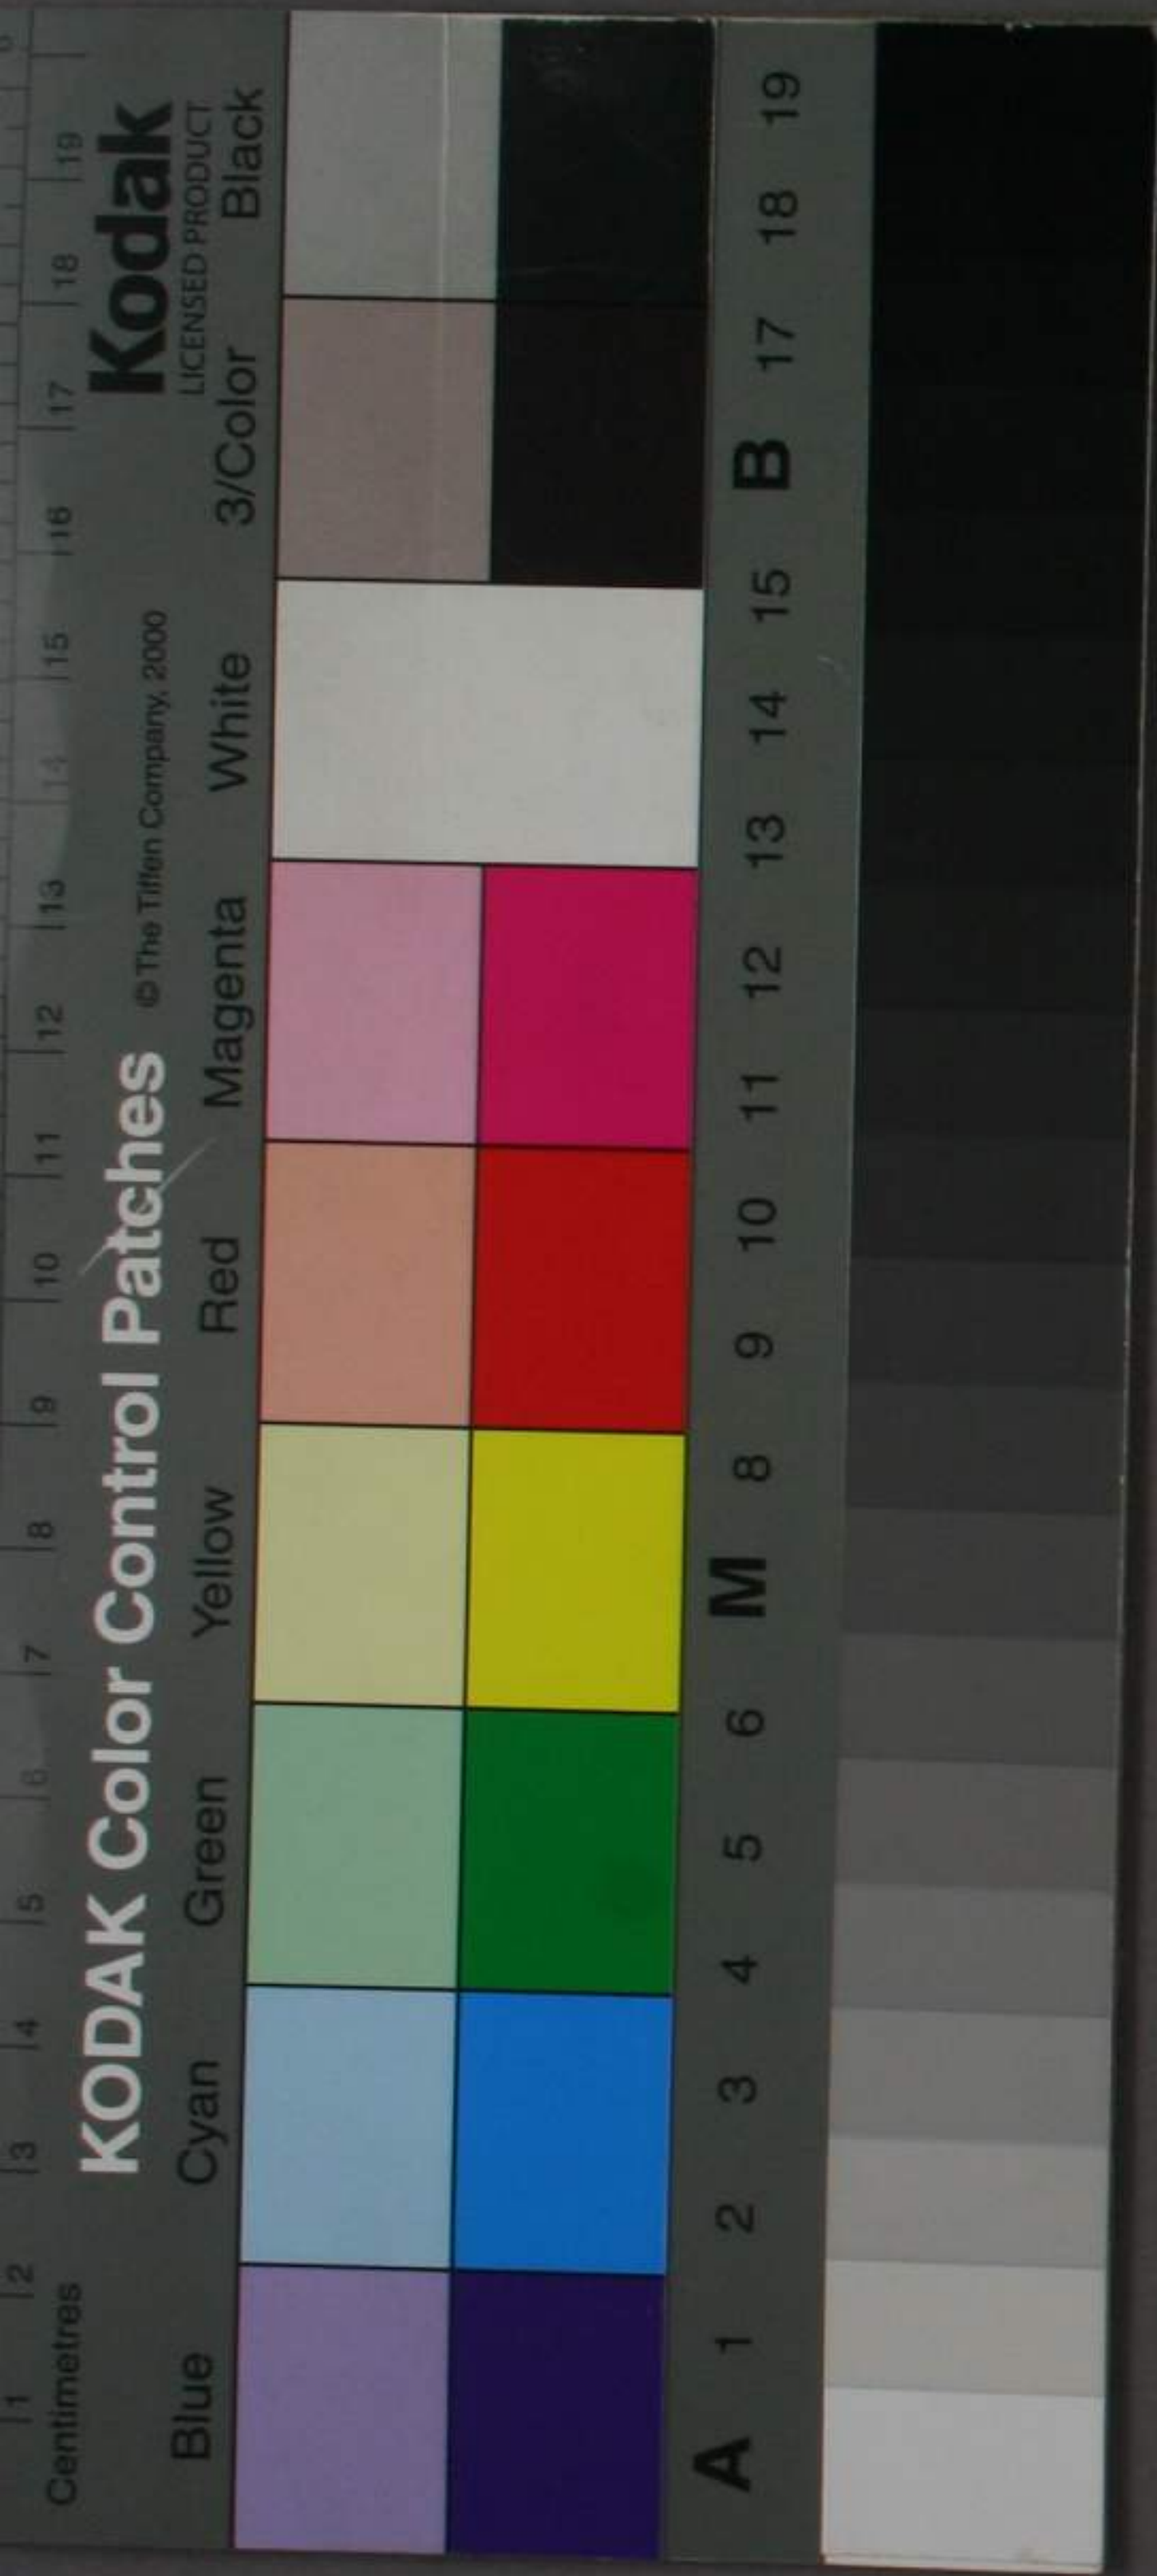 Centimetres
1 2 3 4 5 6 7 8 9 10 11 12 13 14 15 16 17 18 19
KODAK Color Control Patches © The Tiffen Company, 2000 Kodak
LICENSED PRODUCT
Blue Cyan Green Yellow Red Magenta White 3/Color Black
A 1 2 3 4 5 6 M 8 9 10 11 12 13 14 15 B 17 18 19